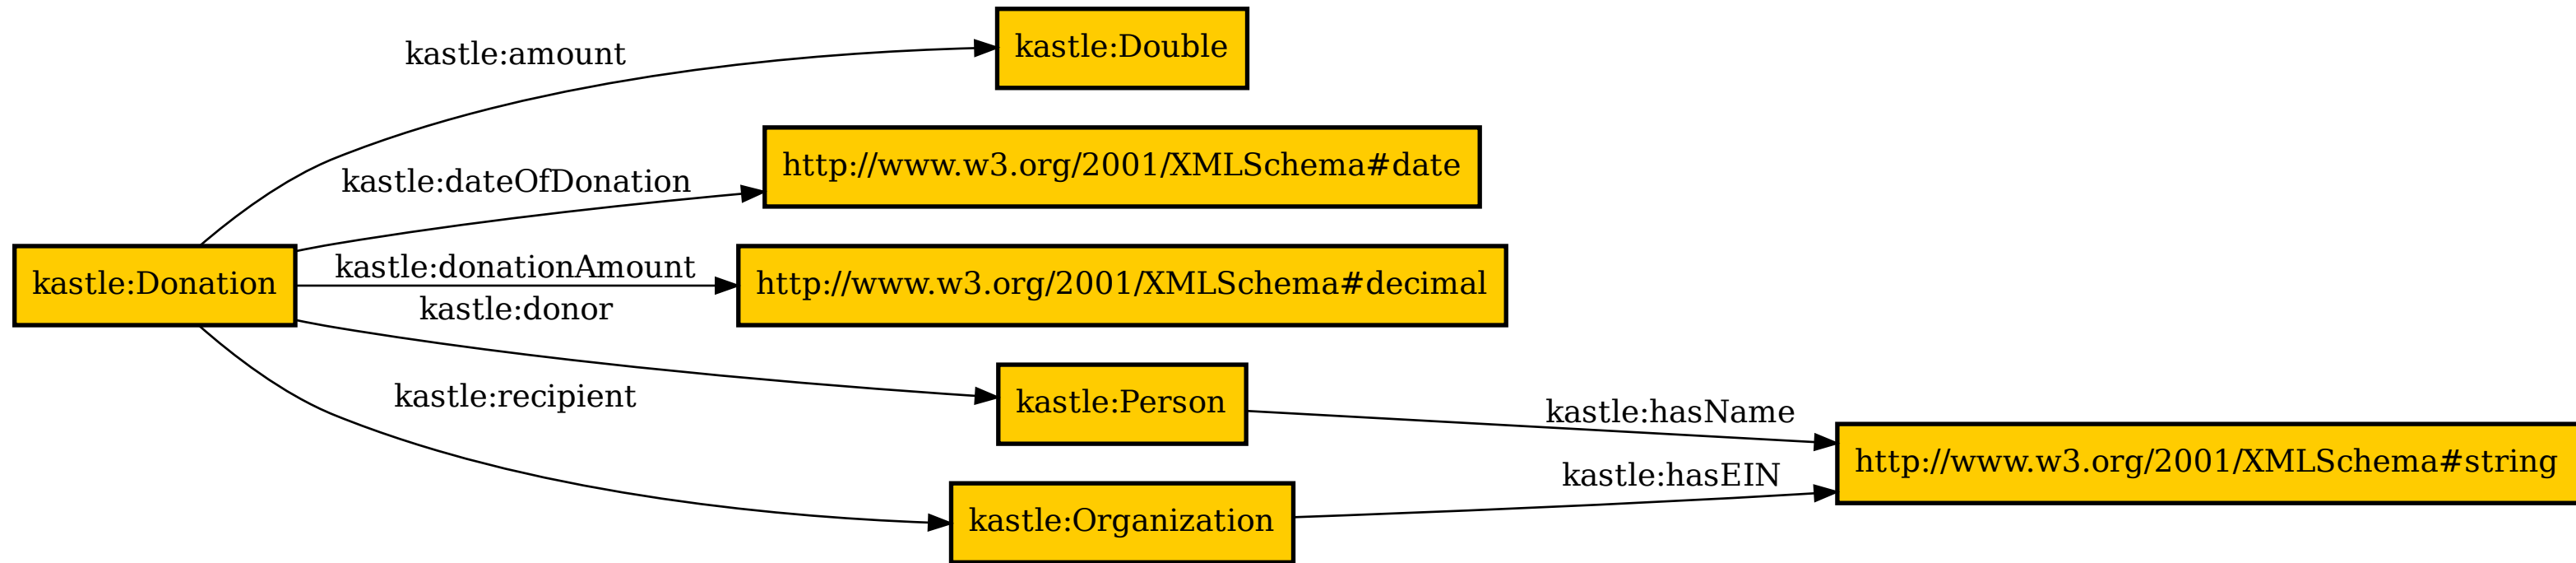 kastle:amount
kastle:Double
kastle:dateOfDonation
http://www.w3.org/2001/XMLSchema#date
kastle:Donation
kastle:donationAmount
http://www.w3.org/2001/XMLSchema#decimal
kastle:donor
kastle:Person
kastle:recipient
kastle:hasName
http://www.w3.org/2001/XMLSchema#string
kastle:hasEIN
kastle:Organization